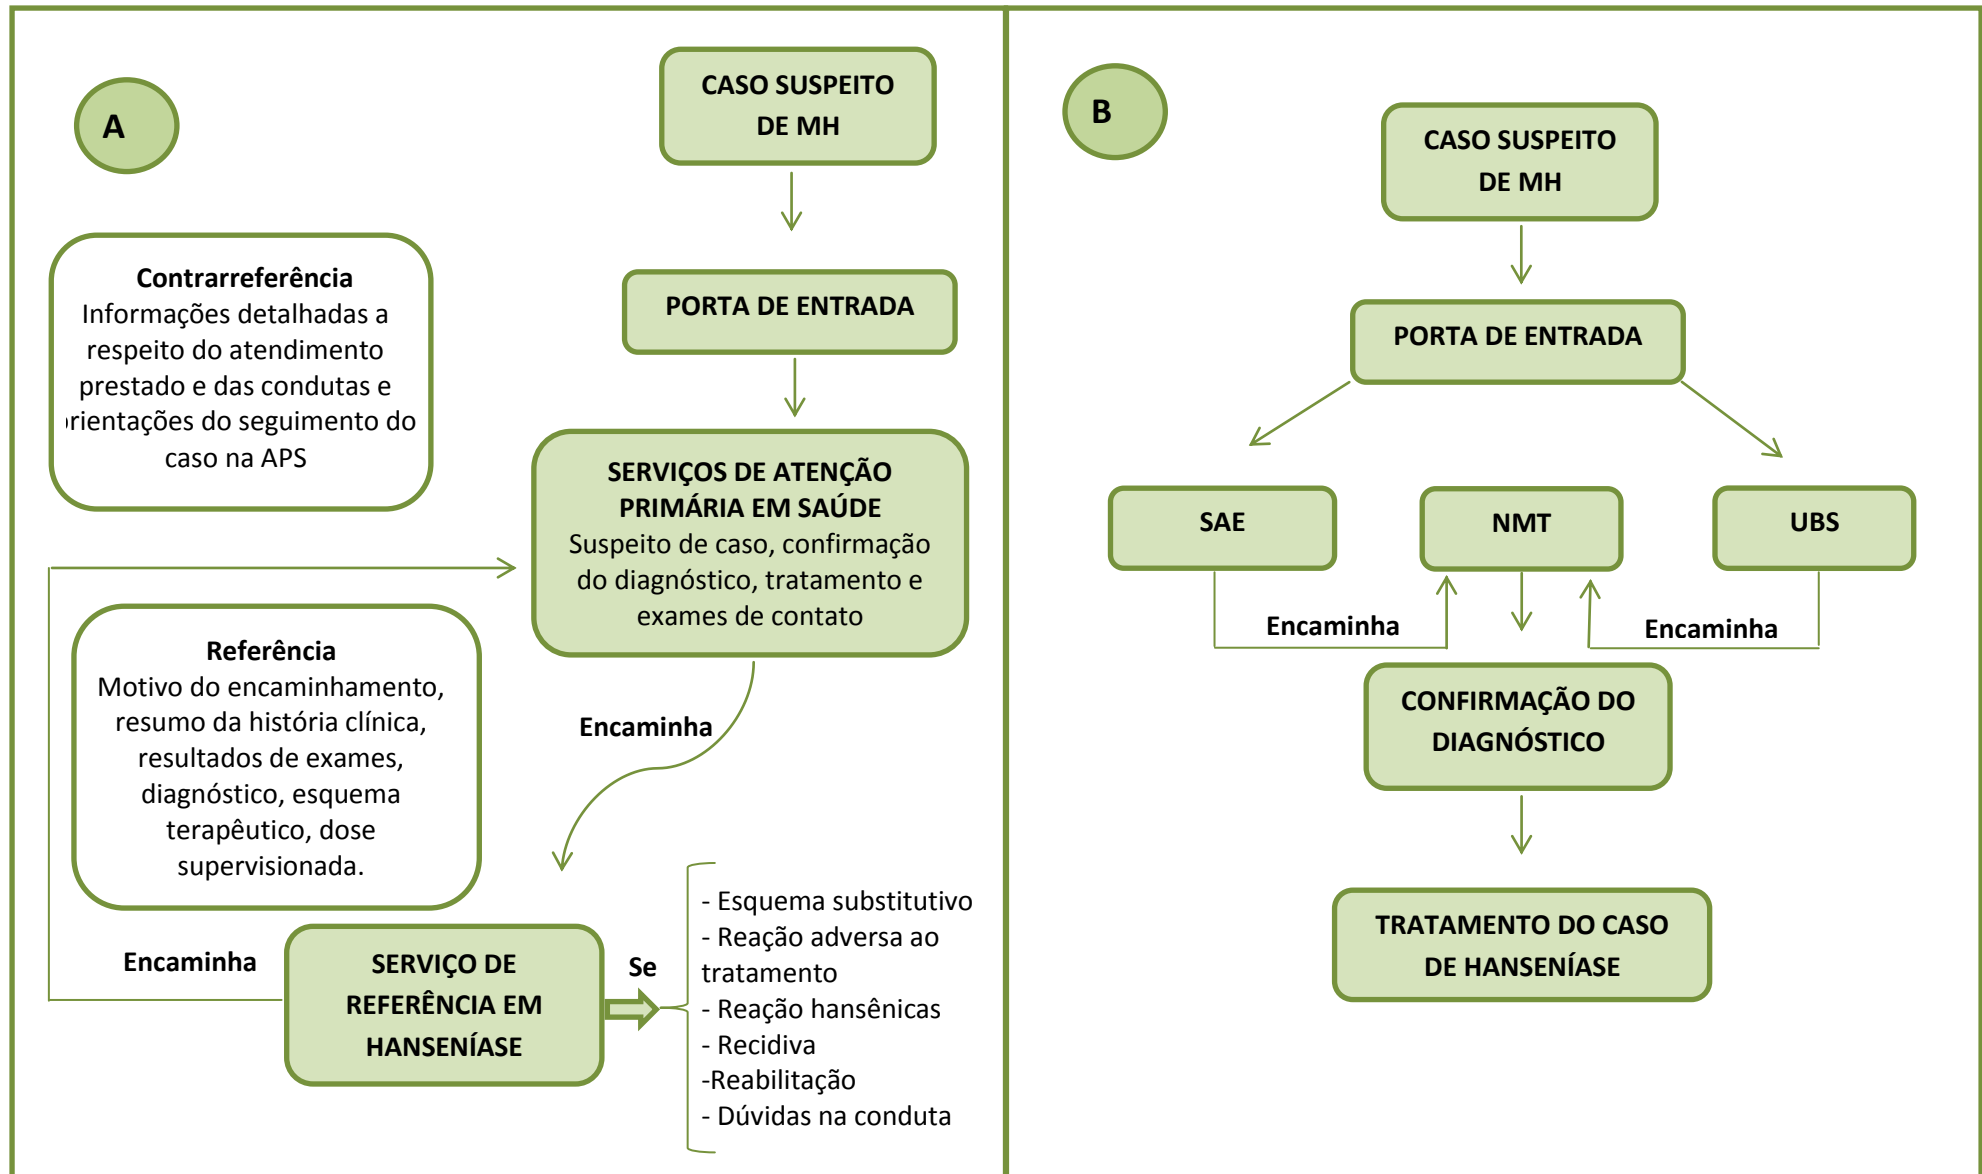 A
CASO SUSPEITO
DE MH
PORTA DE ENTRADA
Contrarreferência
Informações detalhadas a
respeito do atendimento
prestado e das condutas e
rientações do seguimento do
caso na APS
SERVIÇOS DE ATENÇÃO
PRIMÁRIA EM SAÚDE
Suspeito de caso, confirmação
do diagnóstico, tratamento e
exames de contato
Referência
Motivo do encaminhamento,
resumo da história clínica,
resultados de exames,
diagnóstico, esquema
terapêutico, dose
supervisionada.
Encaminha
Encaminha
SERVIÇO DE
REFERÊNCIA EM
HANSENÍASE
Se
- Esquema substitutivo
- Reação adversa ao
tratamento
- Reação hansênicas
- Recidiva
-Reabilitação
- Dúvidas na conduta
B
CASO SUSPEITO
DE MH
PORTA DE ENTRADA
SAE
NMT
UBS
Encaminha
Encaminha
CONFIRMAÇÃO DO
DIAGNÓSTICO
TRATAMENTO DO CASO
DE HANSENÍASE